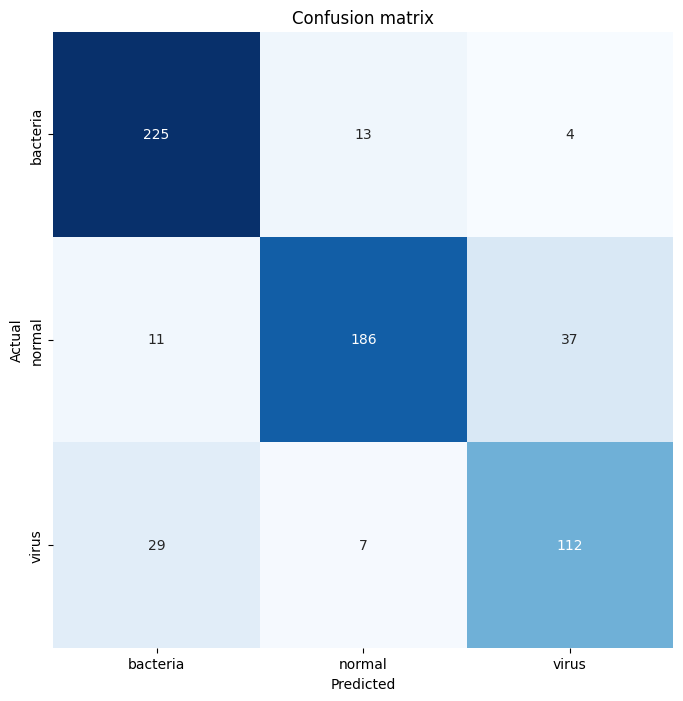 Confusion matrix
bacteria 225 13 4
Actual
normal 11 186 37
virus 29 7 112
bacteria normal virus
Predicted